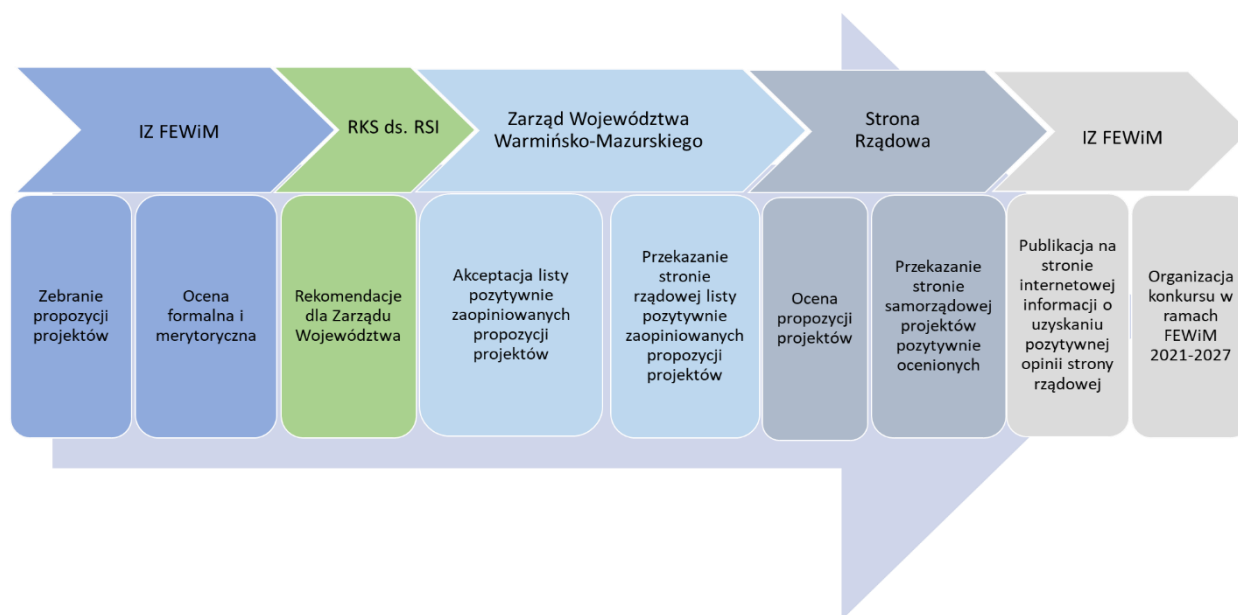 IZ FEWiM
RKS ds. RSI
Zarząd Województwa
Warmińsko-Mazurskiego
Strona
Rządowa
IZ FEWiM
Zebranie
propozycji
projektów
Ocena
formalna i
merytoryczna
Rekomendacje
dla Zarządu
Województwa
Akceptacja listy
pozytywnie
zaopiniowanych
propozycji
projektów
Przekazanie
stronie
rządowej listy
pozytywnie
zaopiniowanych
propozycji
projektów
Ocena
propozycji
projektów
Przekazanie
stronie
samorządowej
projektów
pozytywnie
ocenionych
Publikacja na
stronie
internetowej
informacji o
uzyskaniu
pozytywnej
opinii strony
rządowej
Organizacja
konkursu w
ramach
FEWiM
2021-2027